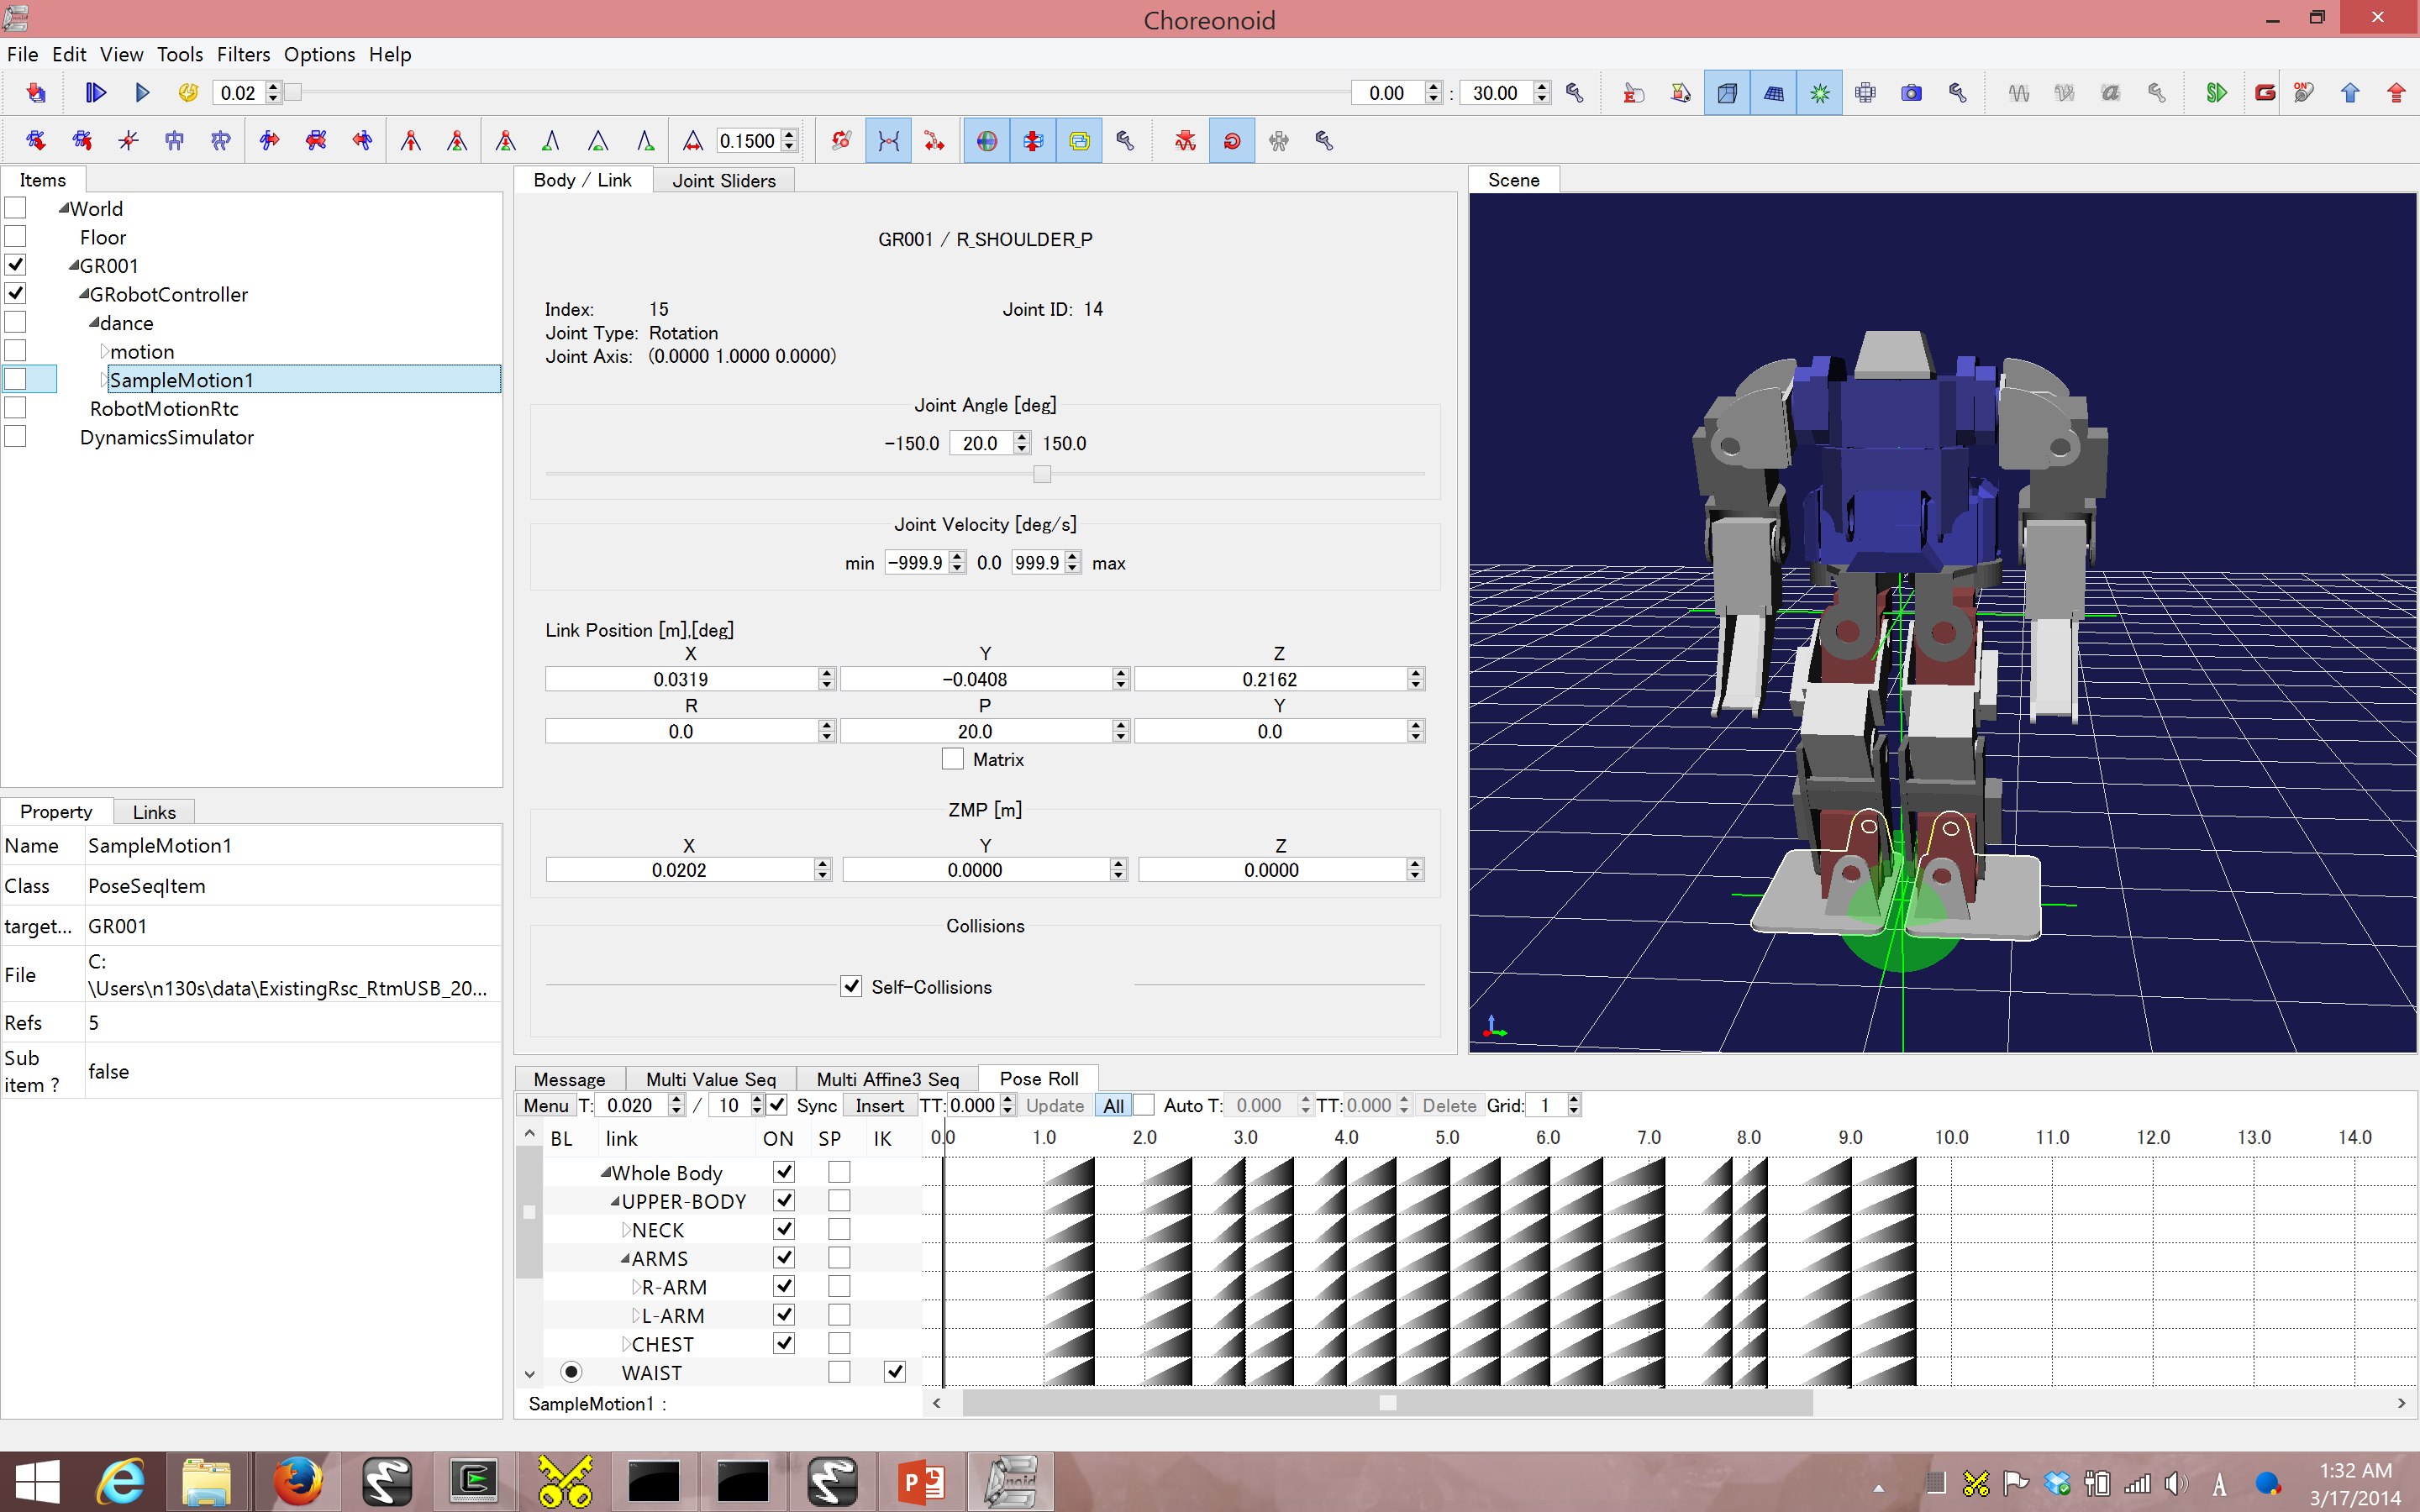 Choreonoid
File Edit View Tools Filters Options Help
0.02 0.00 : 30.00
0.1500
Items
World
Floor
GR001
GRobotController
dance
motion
SampleMotion1
RobotMotionRtc
DynamicsSimulator
Property Links
Name SampleMotion1
Class PoseSeqItem
target... GR001
File C:
\Users\n130s\data\ExistingRsc_RtmUSB_20...
Refs 5
Sub item ? false
Body / Link Joint Sliders
GR001 / R_SHOULDER_P
Index: 15 Joint ID: 14
Joint Type: Rotation
Joint Axis: (0.0000 1.0000 0.0000)
Joint Angle [deg]
-150.0 20.0 150.0
Joint Velocity [deg/s]
min -999.9 0.0 999.9 max
Link Position [m],[deg]
X Y Z
0.0319 -0.0408 0.2162
R P Y
0.0 20.0 0.0
Matrix
ZMP [m]
X Y Z
0.0202 0.0000 0.0000
Collisions
Self-Collisions
Scene
Message Multi Value Seq Multi Affine3 Seq Pose Roll
Menu T: 0.020 / 10 Sync Insert TT: 0.000 Update All Auto T: 0.000 TT: 0.000 Delete Grid: 1
BL link ON SP IK 0.0 1.0 2.0 3.0 4.0 5.0 6.0 7.0 8.0 9.0 10.0 11.0 12.0 13.0 14.0
Whole Body
UPPER-BODY
NECK
ARMS
R-ARM
L-ARM
CHEST
WAIST
SampleMotion1 :
A
1:32 AM
3/17/2014